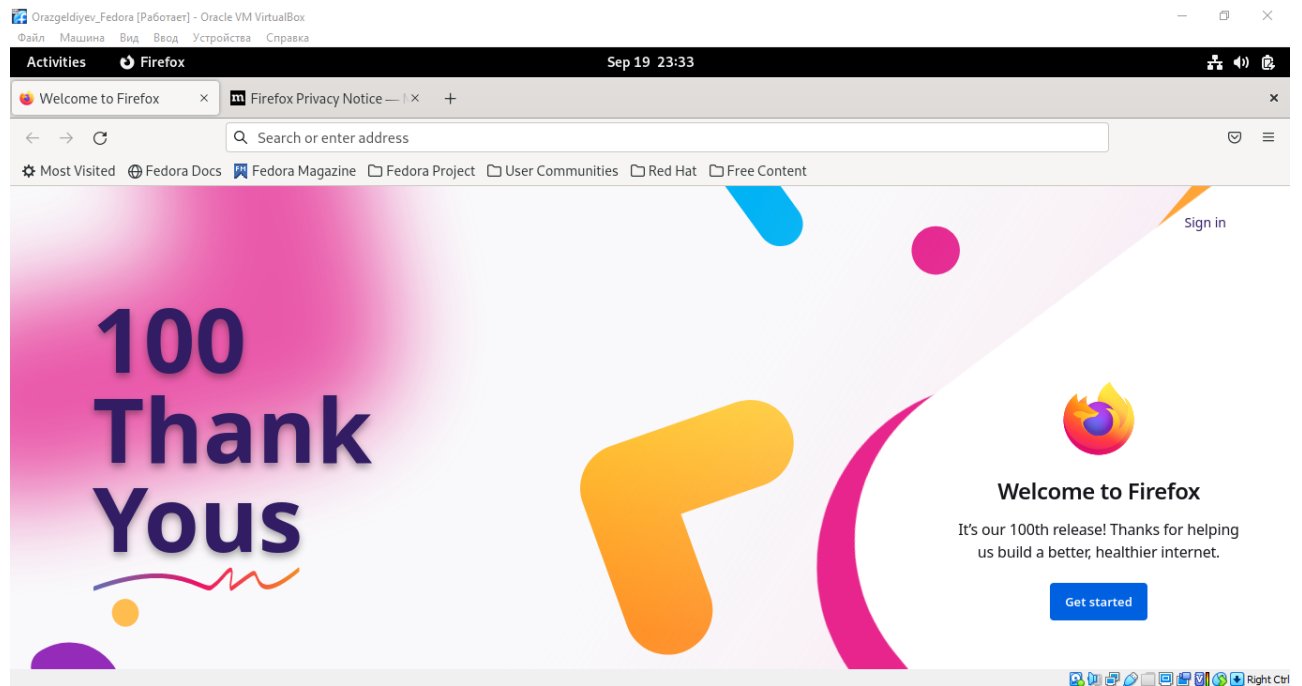 Orazgeldiyev_Fedora [Работает] - Oracle VM VirtualBox
Файл Машина Вид Ввод Устройства Справка
Activities Firefox Sep 19 23:33
Welcome to Firefox Firefox Privacy Notice —
Search or enter address
Most Visited Fedora Docs Fedora Magazine Fedora Project User Communities Red Hat Free Content
Sign in
100
Thank
Yous
Welcome to Firefox
It's our 100th release! Thanks for helping
us build a better, healthier internet.
Get started
Right Ctrl